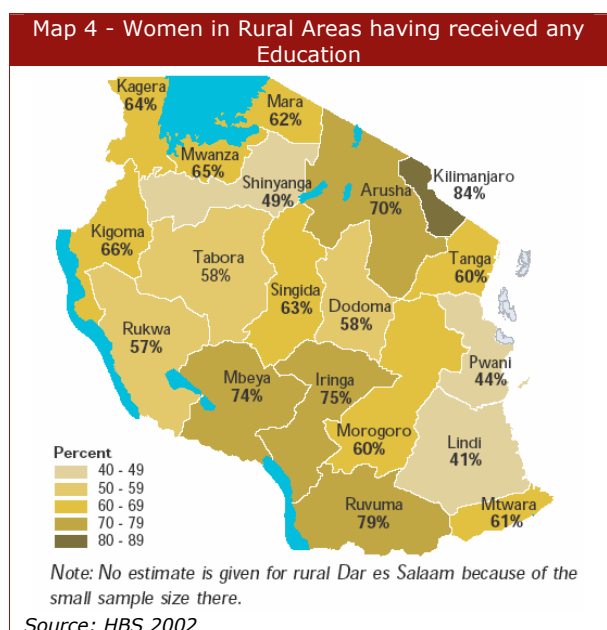 Map 4 - Women in Rural Areas having received any
Education
Kagera
64%
Mara
62%
Mwanza
65%
Shinyanga
49%
Arusha
70%
Kilimanjaro
84%
Kigoma
66%
Tabora
58%
Singida
63%
Dodoma
58%
Tanga
60%
Rukwa
57%
Mbeya
74%
Iringa
75%
Pwani
44%
Morogoro
60%
Lindi
41%
Ruvuma
79%
Mtwara
61%
Percent
40 - 49
50 - 59
60 - 69
70 - 79
80 - 89
Note: No estimate is given for rural Dar es Salaam because of the
small sample size there.
Source: HBS 2002